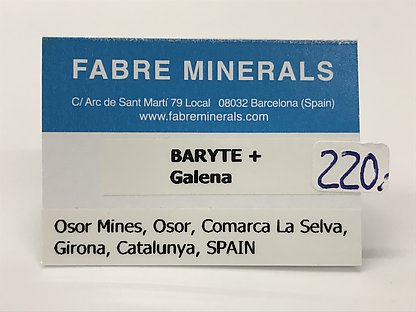 FABRE MINERALS
C/ Arc de Sant Martí 79 Local 08032 Barcelona (Spain)
www.fabreminerals.com
BARYTE +
Galena
220.
Osor Mines, Osor, Comarca La Selva,
Girona, Catalunya, SPAIN